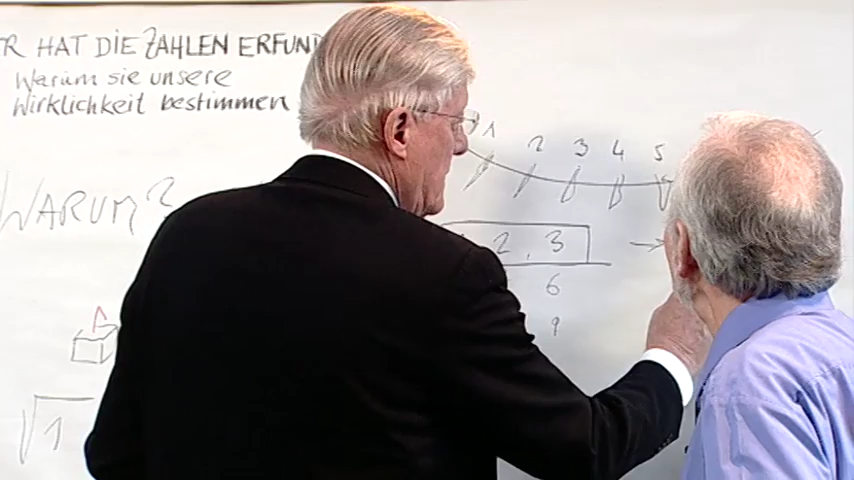 R HAT DIE ZAHLEN ERFUND
Warum sie unsere
Wirklichkeit bestimmen
WARUM?
1 2 3 4 5
2, 3
6
9
√1